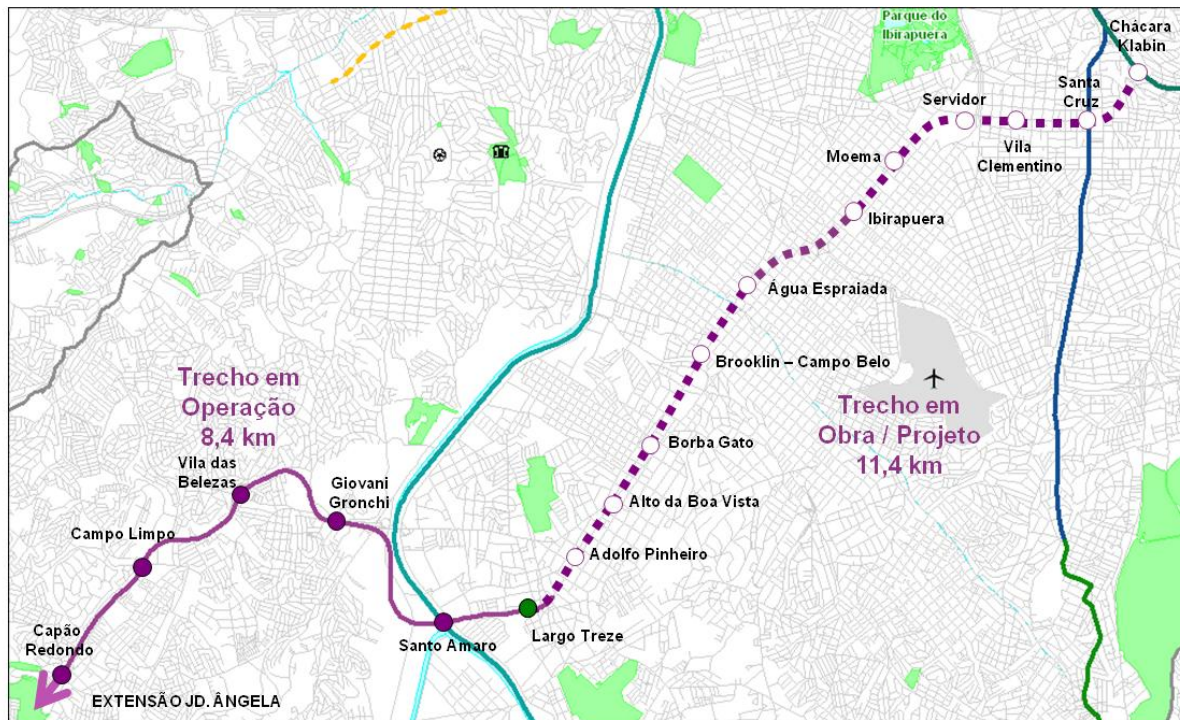 Parque do
Ibirapuera
Chácara
Klabin
Santa
Cruz
Servidor
Vila
Clementino
Moema
Ibirapuera
Água Espraiada
Brooklin – Campo Belo
Trecho em
Operação
8,4 km
Trecho em
Obra / Projeto
11,4 km
Borba Gato
Vila das
Belezas
Giovani
Gronchi
Alto da Boa Vista
Campo Limpo
Adolfo Pinheiro
Capão
Redondo
Santo Amaro
Largo Treze
EXTENSÃO JD. ÂNGELA